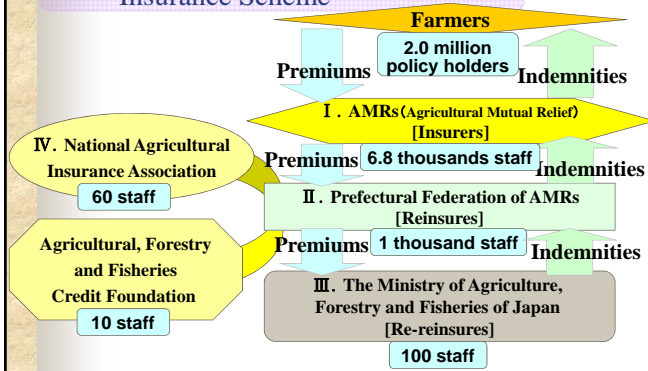 Insurance Scheme
Farmers
2.0 million
policy holders
Premiums
Indemnities
Ⅰ. AMRs(Agricultural Mutual Relief)
[Insurers]
Premiums
6.8 thousands staff
Indemnities
Ⅳ. National Agricultural
Insurance Association
60 staff
Ⅱ. Prefectural Federation of AMRs
[Reinsures]
Premiums
1 thousand staff
Indemnities
Agricultural, Forestry
and Fisheries
Credit Foundation
10 staff
Ⅲ. The Ministry of Agriculture,
Forestry and Fisheries of Japan
[Re-reinsures]
100 staff